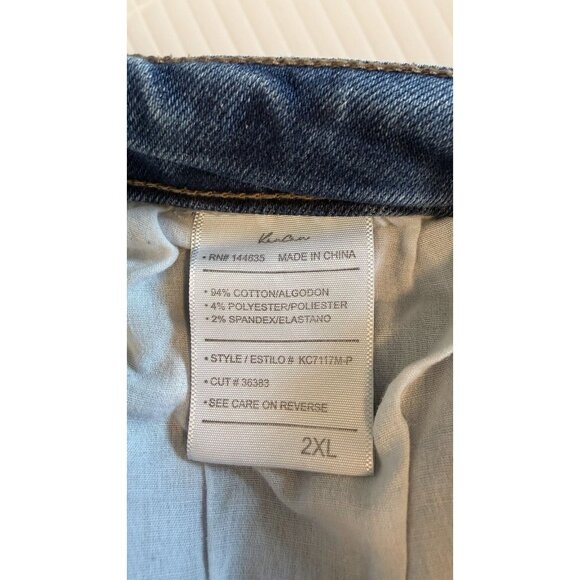 KanCan
• RN# 144635 MADE IN CHINA
• 94% COTTON/ALGODON
• 4% POLYESTER/POLIESTER
• 2% SPANDEX/ELASTANO
• STYLE / ESTILO # KC7117M-P
• CUT # 36383
• SEE CARE ON REVERSE
2XL